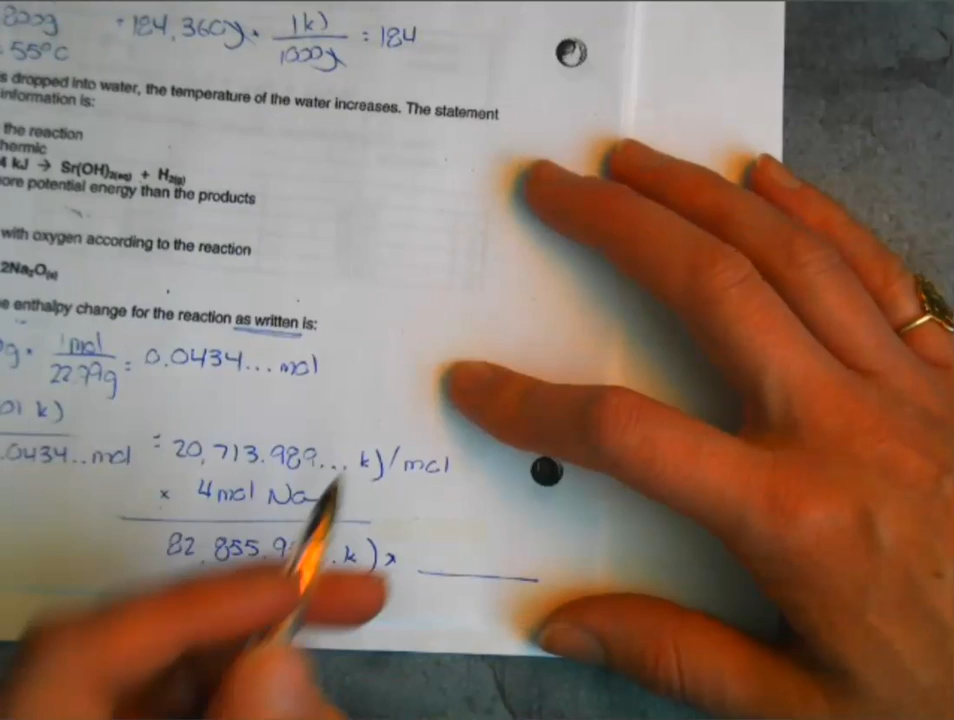 800g = 184,360g · 1kJ / 1000g = 184
55°C
s dropped into water, the temperature of the water increases. The statement
information is:
the reaction
hermic
4 kJ → Sr(OH)2(aq) + H2(g)
ore potential energy than the products
with oxygen according to the reaction
2Na2O(s)
e enthalpy change for the reaction as written is:
g · 1mol / 22.99g = 0.0434... mol
01 kJ
.0434..mol = 20,713.989... kJ/mol
x 4mol Na
82,855.9 .kJ x